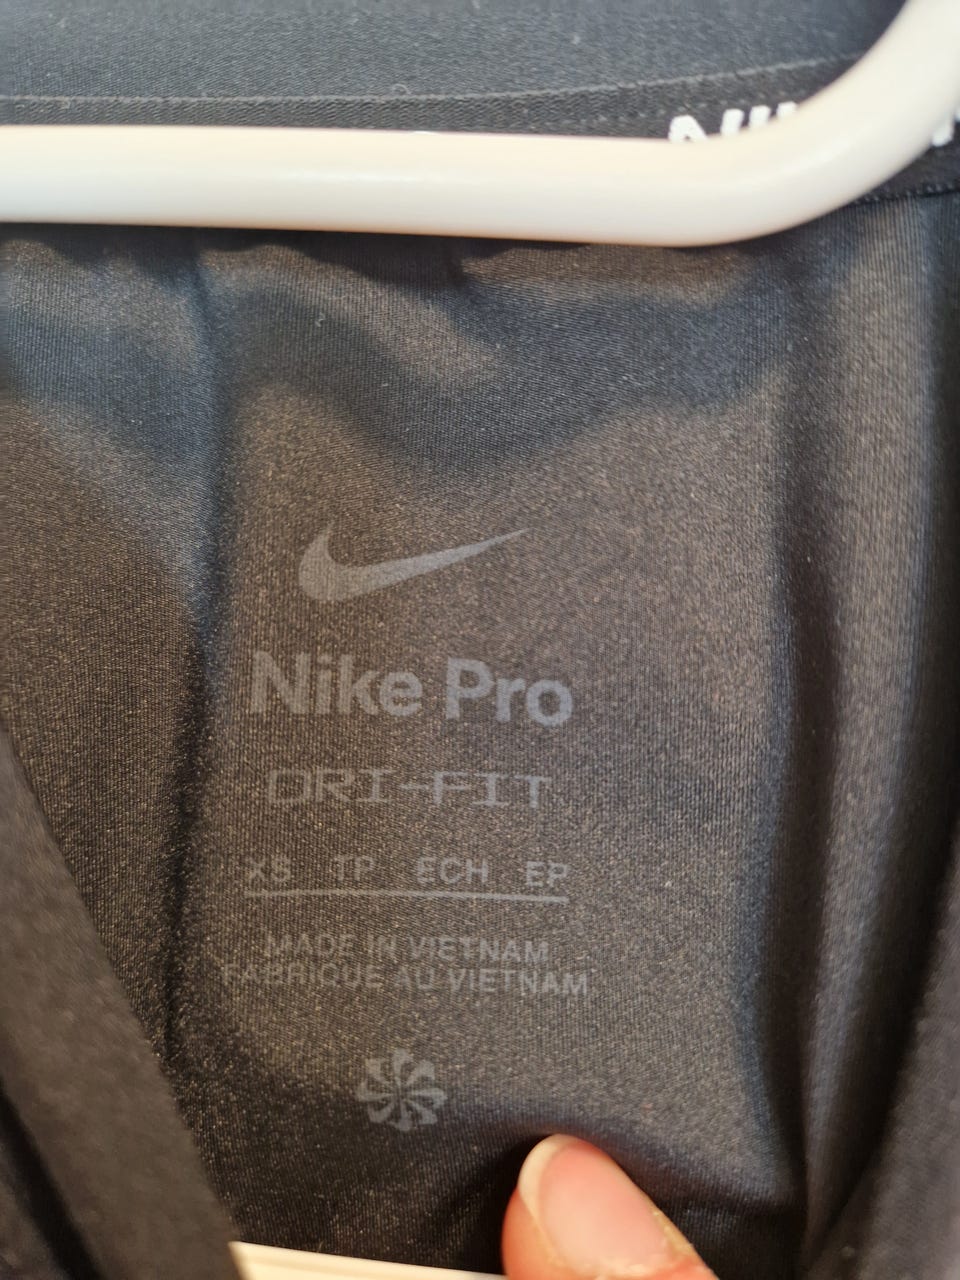 Nike Pro
DRI-FIT
XS TP ECH EP
MADE IN VIETNAM
FABRIQUE AU VIETNAM